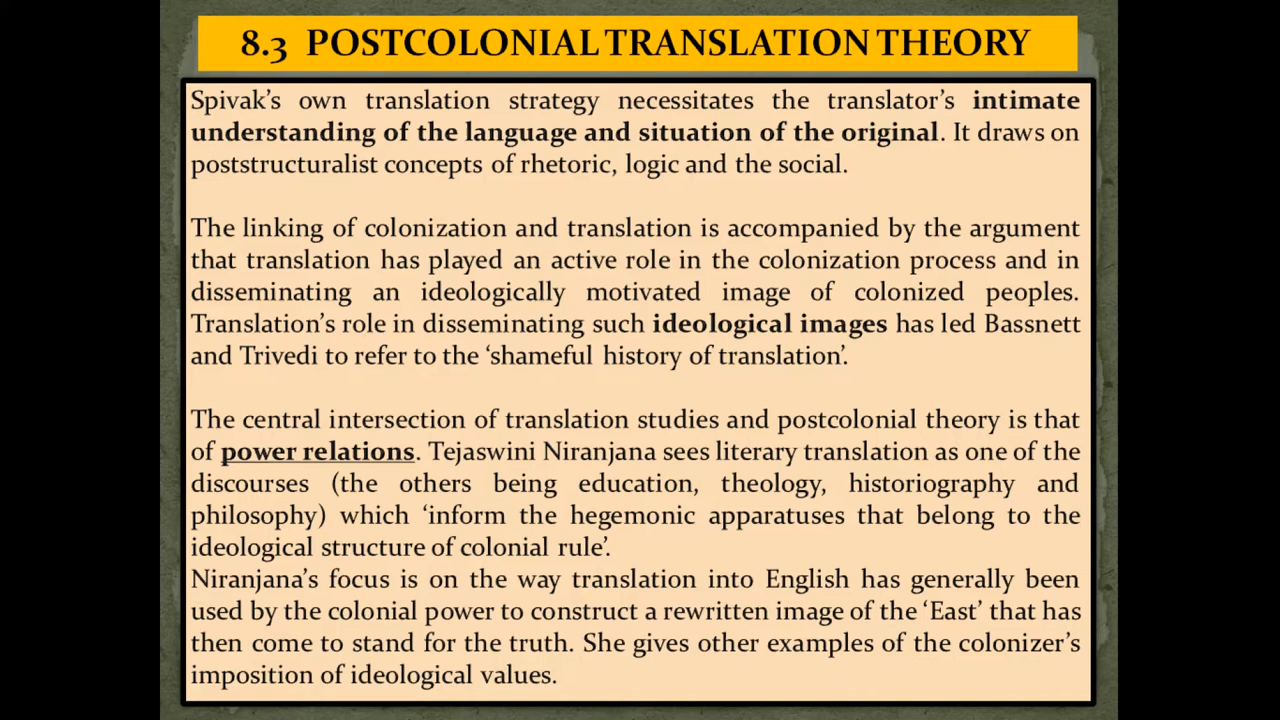 8.3 POSTCOLONIAL TRANSLATION THEORY
Spivak's own translation strategy necessitates the translator's intimate
understanding of the language and situation of the original. It draws on
poststructuralist concepts of rhetoric, logic and the social.
The linking of colonization and translation is accompanied by the argument
that translation has played an active role in the colonization process and in
disseminating an ideologically motivated image of colonized peoples.
Translation's role in disseminating such ideological images has led Bassnett
and Trivedi to refer to the 'shameful history of translation'.
The central intersection of translation studies and postcolonial theory is that
of power relations. Tejaswini Niranjana sees literary translation as one of the
discourses (the others being education, theology, historiography and
philosophy) which 'inform the hegemonic apparatuses that belong to the
ideological structure of colonial rule'.
Niranjana's focus is on the way translation into English has generally been
used by the colonial power to construct a rewritten image of the 'East' that has
then come to stand for the truth. She gives other examples of the colonizer's
imposition of ideological values.